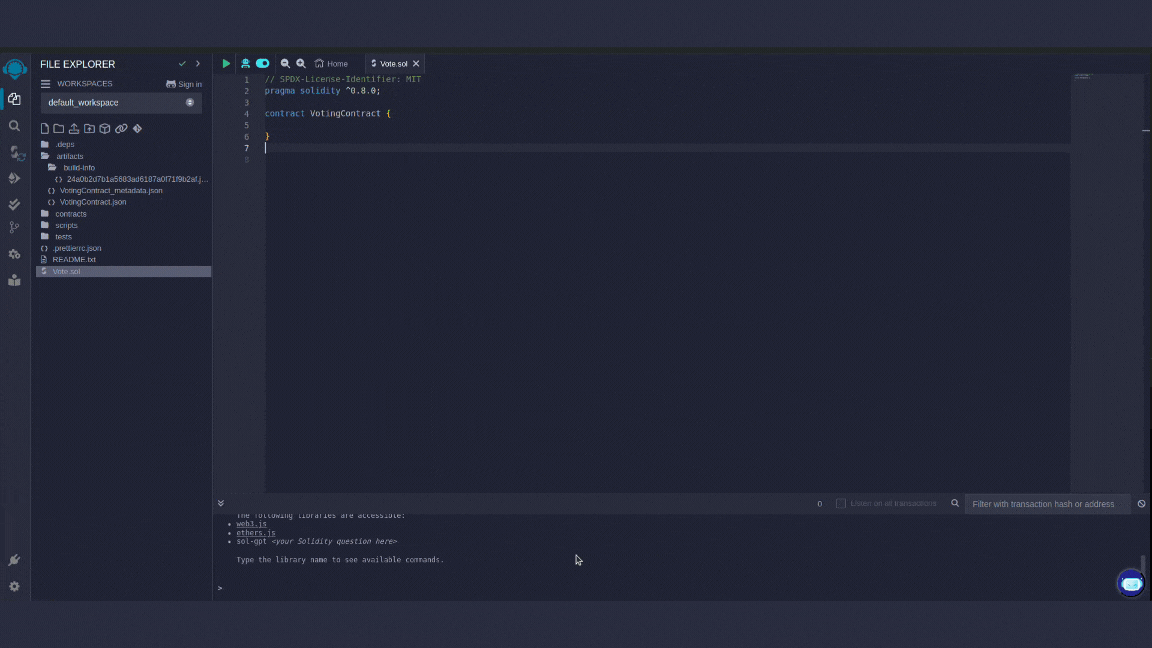 FILE EXPLORER
WORKSPACES
Sign in
default_workspace
.deps
artifacts
build-info
24a0b2d7b1a5683ad6187a0f71f9b2af.j...
VotingContract_metadata.json
VotingContract.json
contracts
scripts
tests
.prettierrc.json
README.txt
Vote.sol
Home
Vote.sol
1 // SPDX-License-Identifier: MIT
2 pragma solidity ^0.8.0;
3
4 contract VotingContract {
5
6 }
7
8
0
Listen on all transactions
Filter with transaction hash or address
The following libraries are accessible:
web3.js
ethers.js
sol-gpt <your Solidity question here>
Type the library name to see available commands.
>